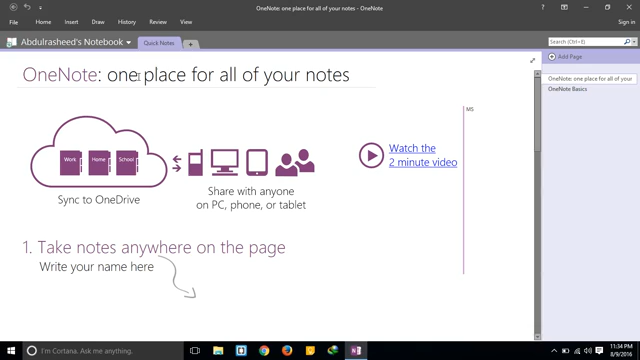 OneNote: one place for all of your notes - OneNote
File Home Insert Draw History Review View
Sign in
Abdulrasheed's Notebook
Quick Notes
Search (Ctrl+E)
Add Page
OneNote: one place for all of your notes
OneNote: one place for all of your
OneNote Basics
MS
Work Home School
Watch the
2 minute video
Sync to OneDrive
Share with anyone
on PC, phone, or tablet
1. Take notes anywhere on the page
Write your name here
I'm Cortana. Ask me anything.
11:34 PM
8/9/2016